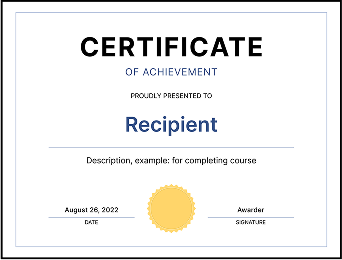 CERTIFICATE
OF ACHIEVEMENT
PROUDLY PRESENTED TO
Recipient
Description, example: for completing course
August 26, 2022
DATE
Awarder
SIGNATURE